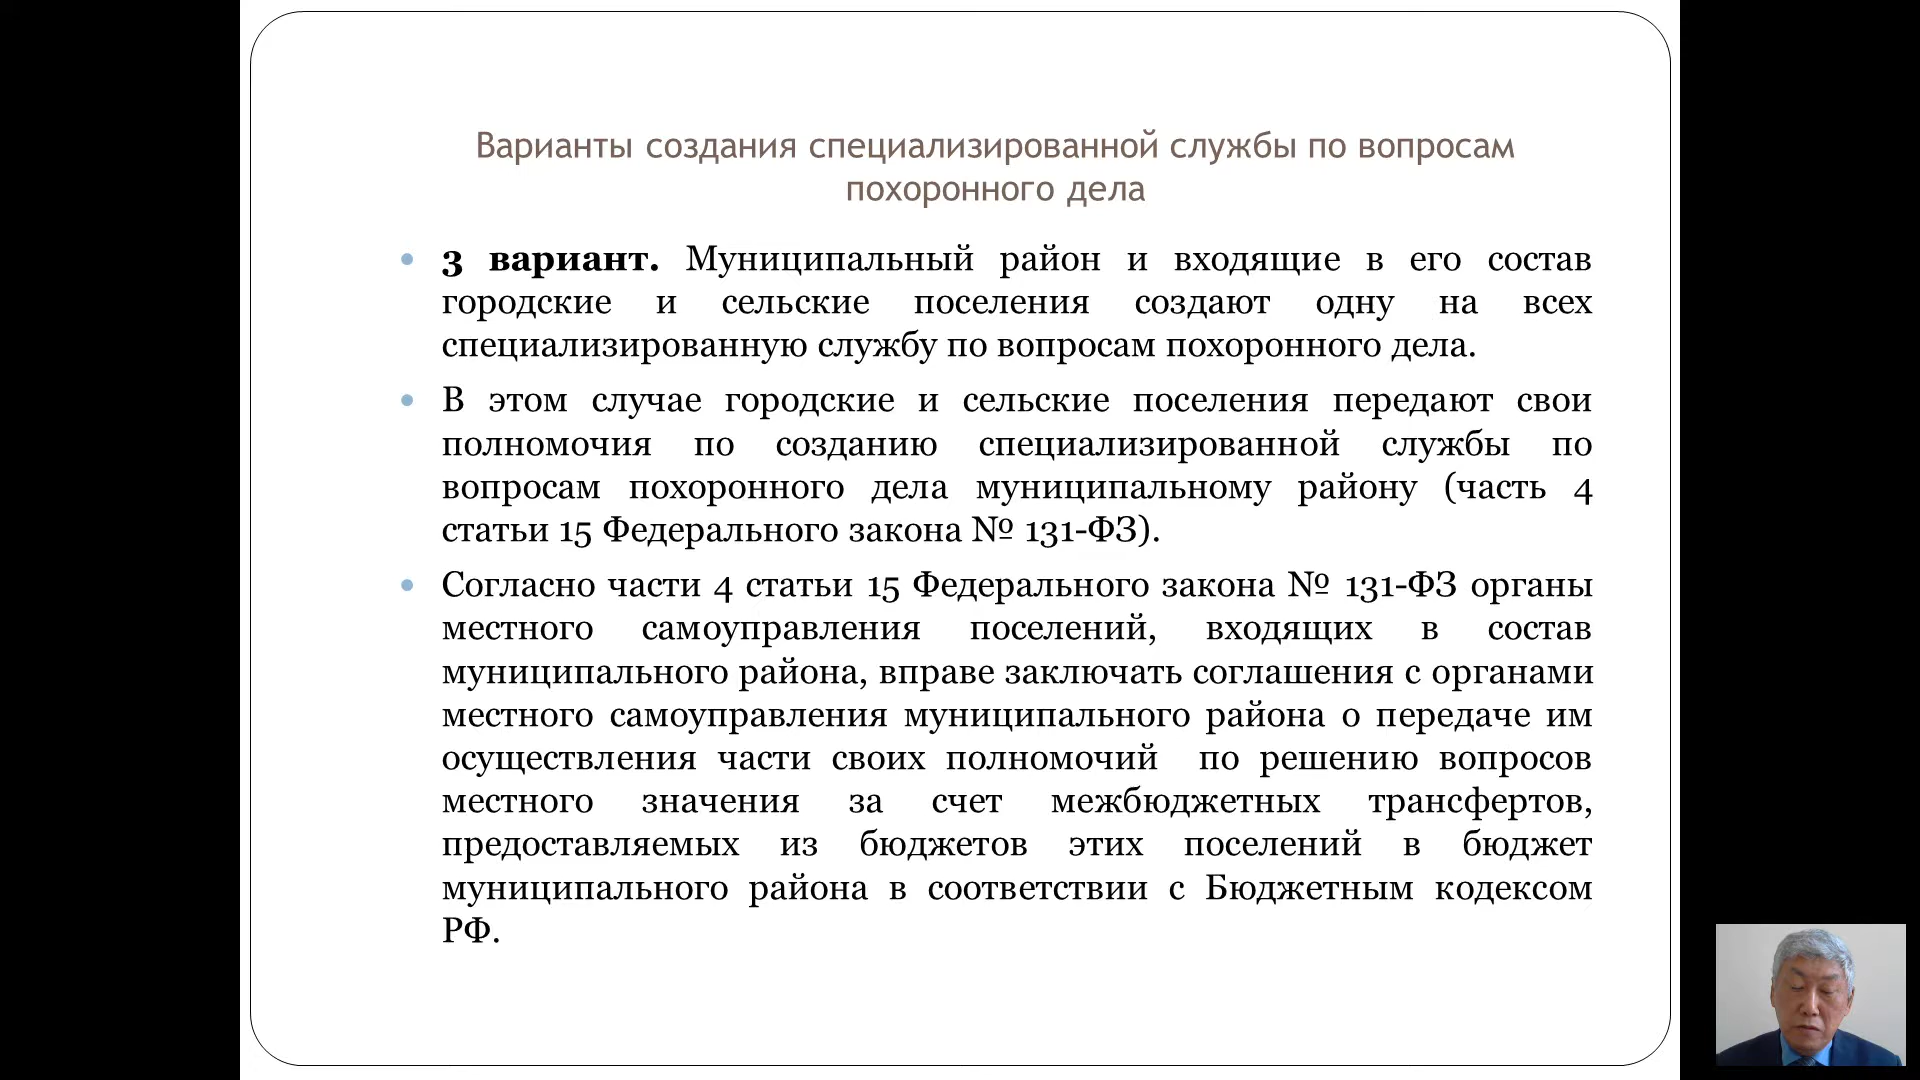 Варианты создания специализированной службы по вопросам
похоронного дела
3 вариант. Муниципальный район и входящие в его состав
городские и сельские поселения создают одну на всех
специализированную службу по вопросам похоронного дела.
В этом случае городские и сельские поселения передают свои
полномочия по созданию специализированной службы по
вопросам похоронного дела муниципальному району (часть 4
статьи 15 Федерального закона № 131-ФЗ).
Согласно части 4 статьи 15 Федерального закона № 131-ФЗ органы
местного самоуправления поселений, входящих в состав
муниципального района, вправе заключать соглашения с органами
местного самоуправления муниципального района о передаче им
осуществления части своих полномочий по решению вопросов
местного значения за счет межбюджетных трансфертов,
предоставляемых из бюджетов этих поселений в бюджет
муниципального района в соответствии с Бюджетным кодексом
РФ.